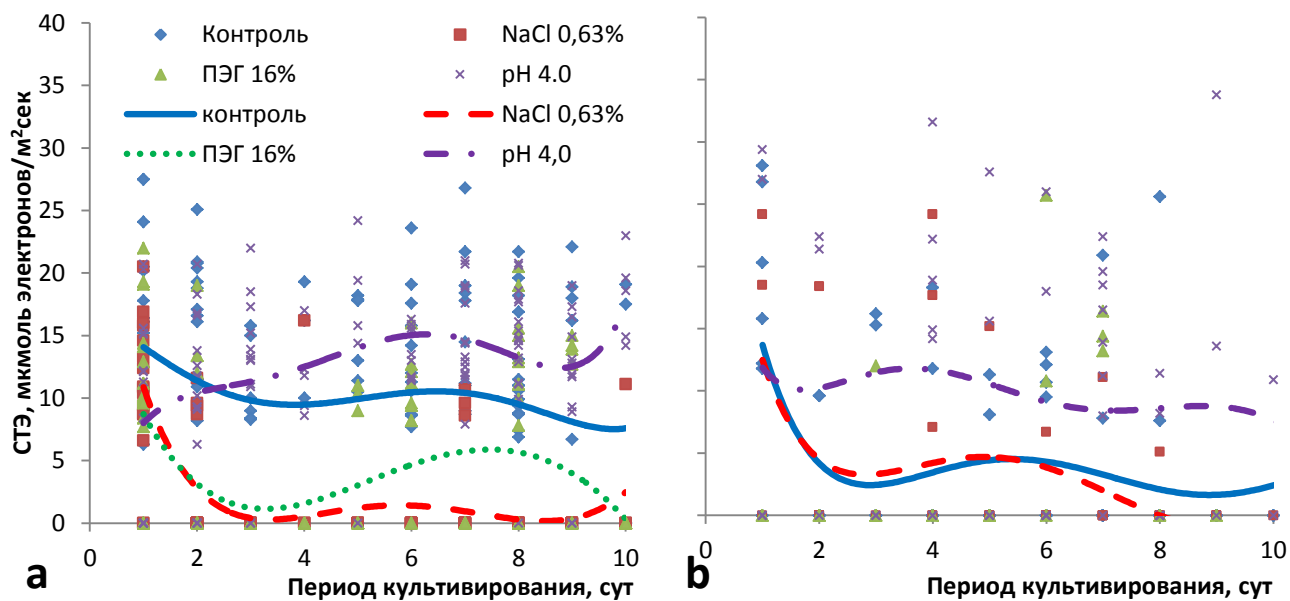 СТЭ, мкмоль электронов/м²сек
40
35
30
25
20
15
10
5
0
Контроль
NaCl 0,63%
ПЭГ 16%
pH 4.0
контроль
NaCl 0,63%
ПЭГ 16%
pH 4,0
0 2 4 6 8 10
Период культивирования, сут
a
0 2 4 6 8 10
Период культивирования, сут
b